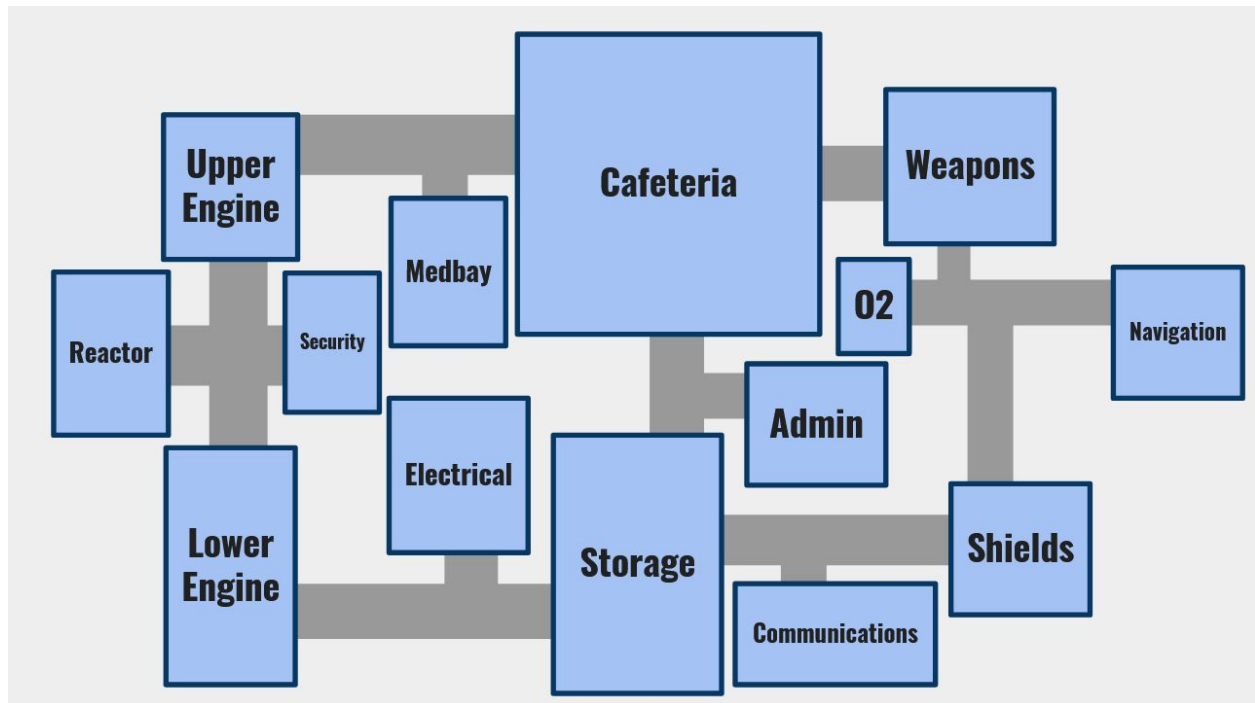 Cafeteria
Weapons
Upper
Engine
Medbay
O2
Reactor
Security
Navigation
Admin
Electrical
Lower
Engine
Storage
Shields
Communications